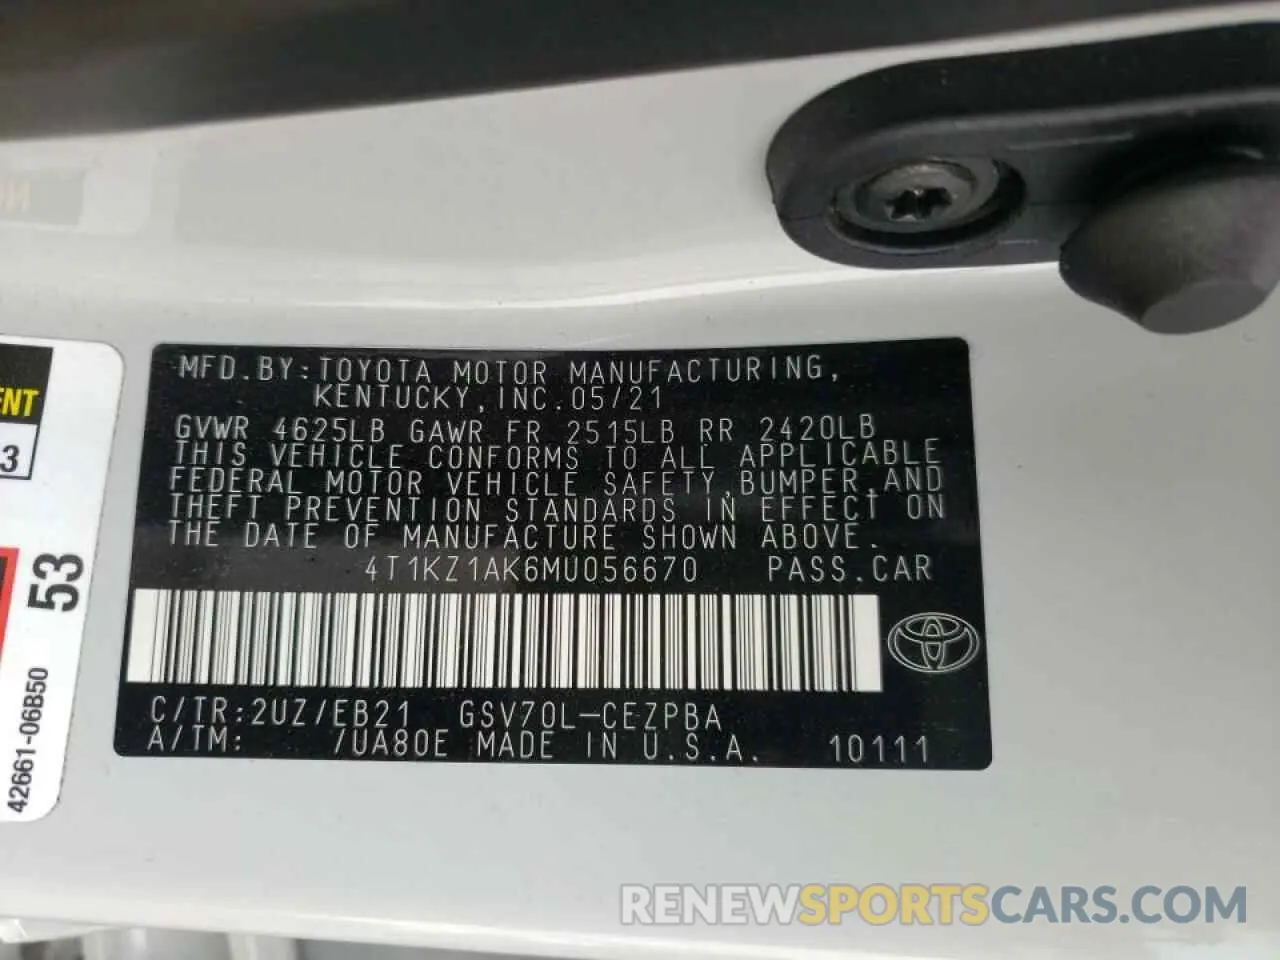 MFD.BY:TOYOTA MOTOR MANUFACTURING,
KENTUCKY,INC.05/21
GVWR 4625LB GAWR FR 2515LB RR 2420LB
THIS VEHICLE CONFORMS TO ALL APPLICABLE
FEDERAL MOTOR VEHICLE SAFETY,BUMPER,AND
THEFT PREVENTION STANDARDS IN EFFECT ON
THE DATE OF MANUFACTURE SHOWN ABOVE.
4T1KZ1AK6MU056670 PASS.CAR
C/TR:2UZ/EB21 GSV70L-CEZPBA
A/TM: /UA80E MADE IN U.S.A. 10111
ENT
3
53
42661-06B50
RENEWSPORTSCARS.COM